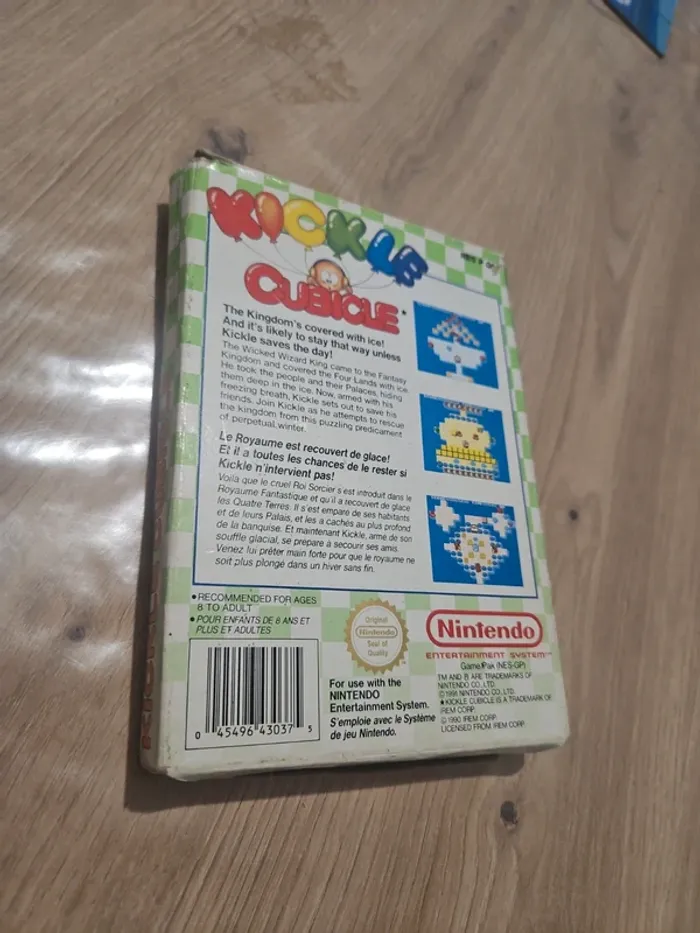 KICKLE
CUBICLE*
The Kingdom's covered with ice!
And it's likely to stay that way unless
Kickle saves the day!
The Wicked Wizard King came to the Fantasy
Kingdom and covered the Four Lands with ice.
He took the people and their Palaces, hiding
them deep in the ice. Now, armed with his
freezing breath, Kickle sets out to save his
friends. Join Kickle as he attempts to rescue
the kingdom from this puzzling predicament
of perpetual winter.
Le Royaume est recouvert de glace!
Et il a toutes les chances de le rester si
Kickle n'intervient pas!
Voilà que le cruel Roi Sorcier s'est introduit dans le
Royaume Fantastique et qu'il a recouvert de glace
les Quatre Terres. Il s'est empare de ses habitants
et de leurs Palais, et les a cachés au plus profond
de la banquise. Et maintenant Kickle, armé de son
souffle glacial, se prépare à secourir ses amis.
Venez lui prêter main forte pour que le royaume ne
soit plus plongé dans un hiver sans fin.
•RECOMMENDED FOR AGES
8 TO ADULT
•POUR ENFANTS DE 8 ANS ET
PLUS ET ADULTES
0 45496 43037 5
Original
Nintendo
Seal of
Quality
For use with the
NINTENDO
Entertainment System.
S'emploie avec le Système
de jeu Nintendo.
Nintendo
ENTERTAINMENT SYSTEM™
Game Pak (NES-GP)
TM AND ® ARE TRADEMARKS OF
NINTENDO CO., LTD.
©1991 NINTENDO CO., LTD.
★KICKLE CUBICLE IS A TRADEMARK OF
IREM CORP.
© 1990 IREM CORP.
LICENSED FROM IREM CORP.